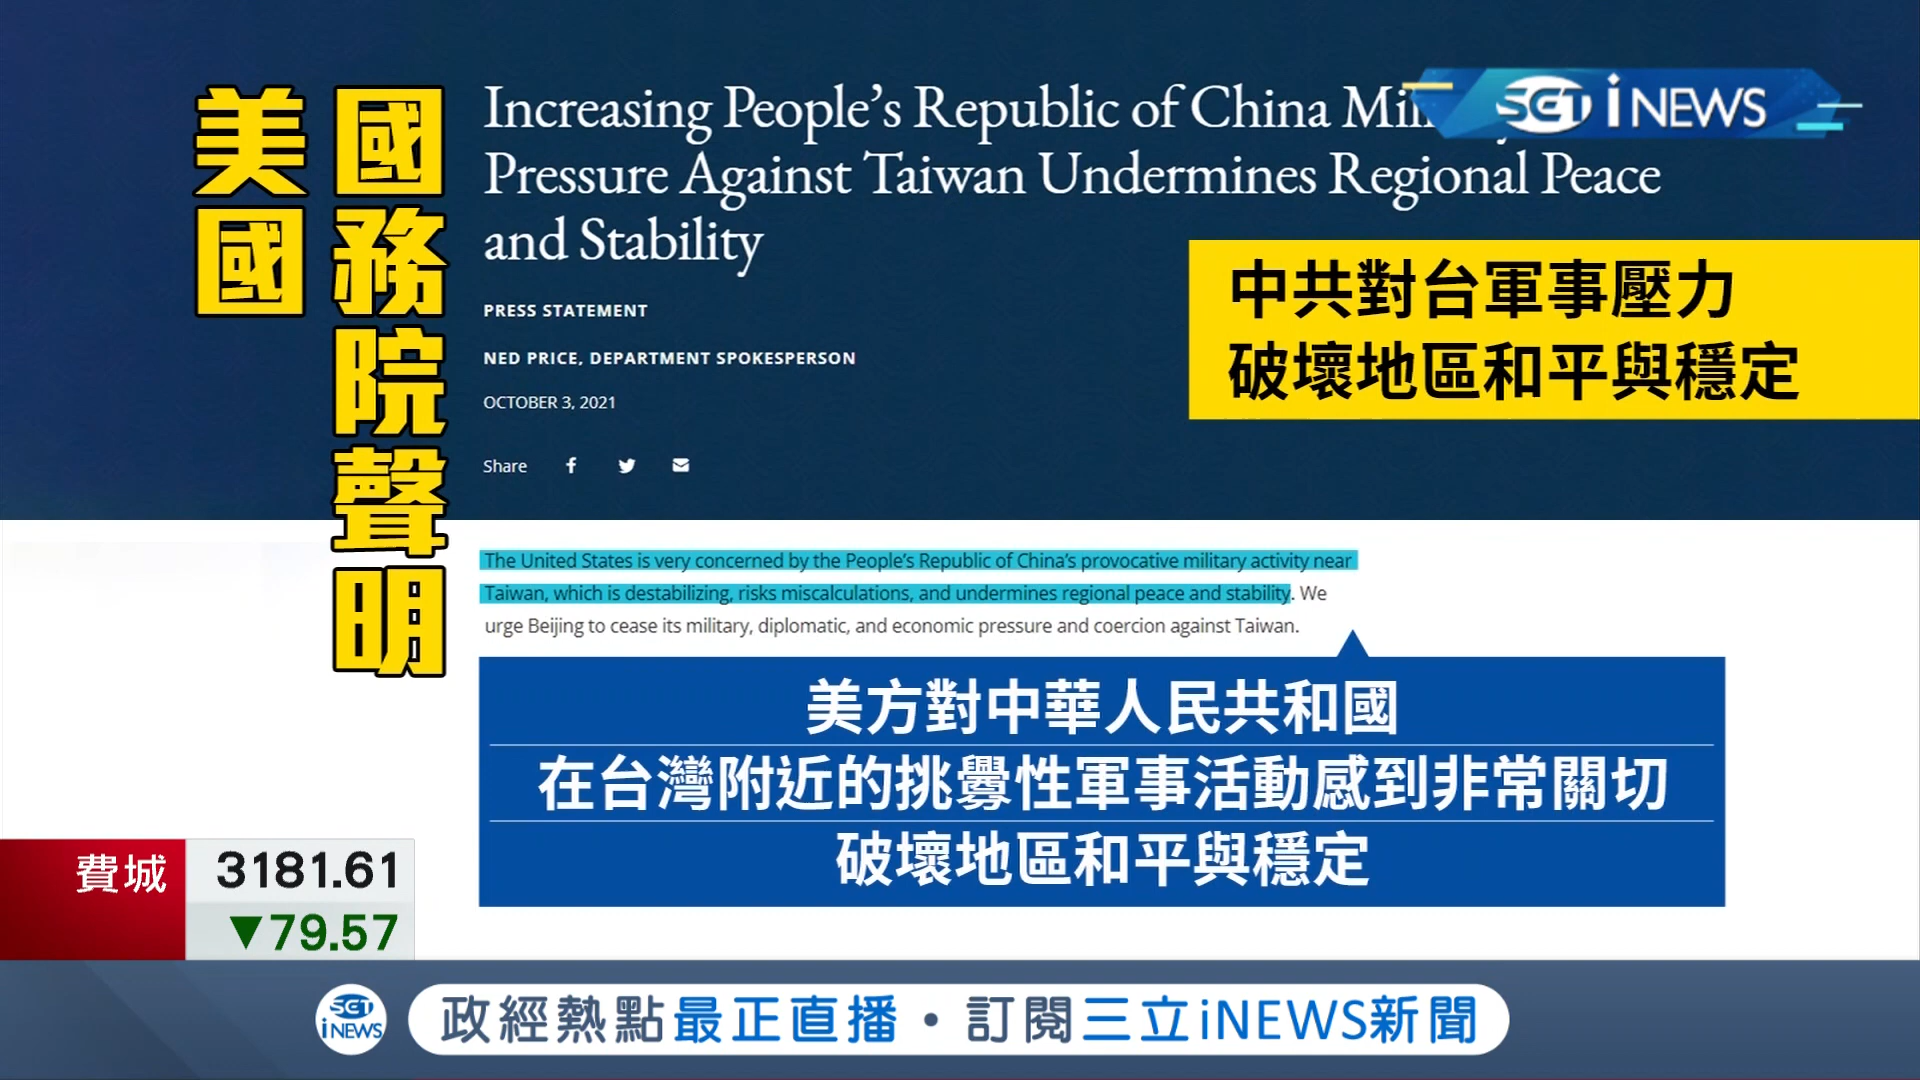 美國
國務院聲明
Increasing People's Republic of China
Pressure Against Taiwan Undermines Regional Peace
and Stability
PRESS STATEMENT
NED PRICE, DEPARTMENT SPOKESPERSON
OCTOBER 3, 2021
Share
SET iNEWS
中共對台軍事壓力
破壞地區和平與穩定
The United States is very concerned by the People's Republic of China's provocative military activity near
Taiwan, which is destabilizing, risks miscalculations, and undermines regional peace and stability. We
urge Beijing to cease its military, diplomatic, and economic pressure and coercion against Taiwan.
美方對中華人民共和國
在台灣附近的挑釁性軍事活動感到非常關切
破壞地區和平與穩定
費城
3181.61
▼79.57
SET
iNEWS
政經熱點最正直播・訂閱三立iNEWS新聞